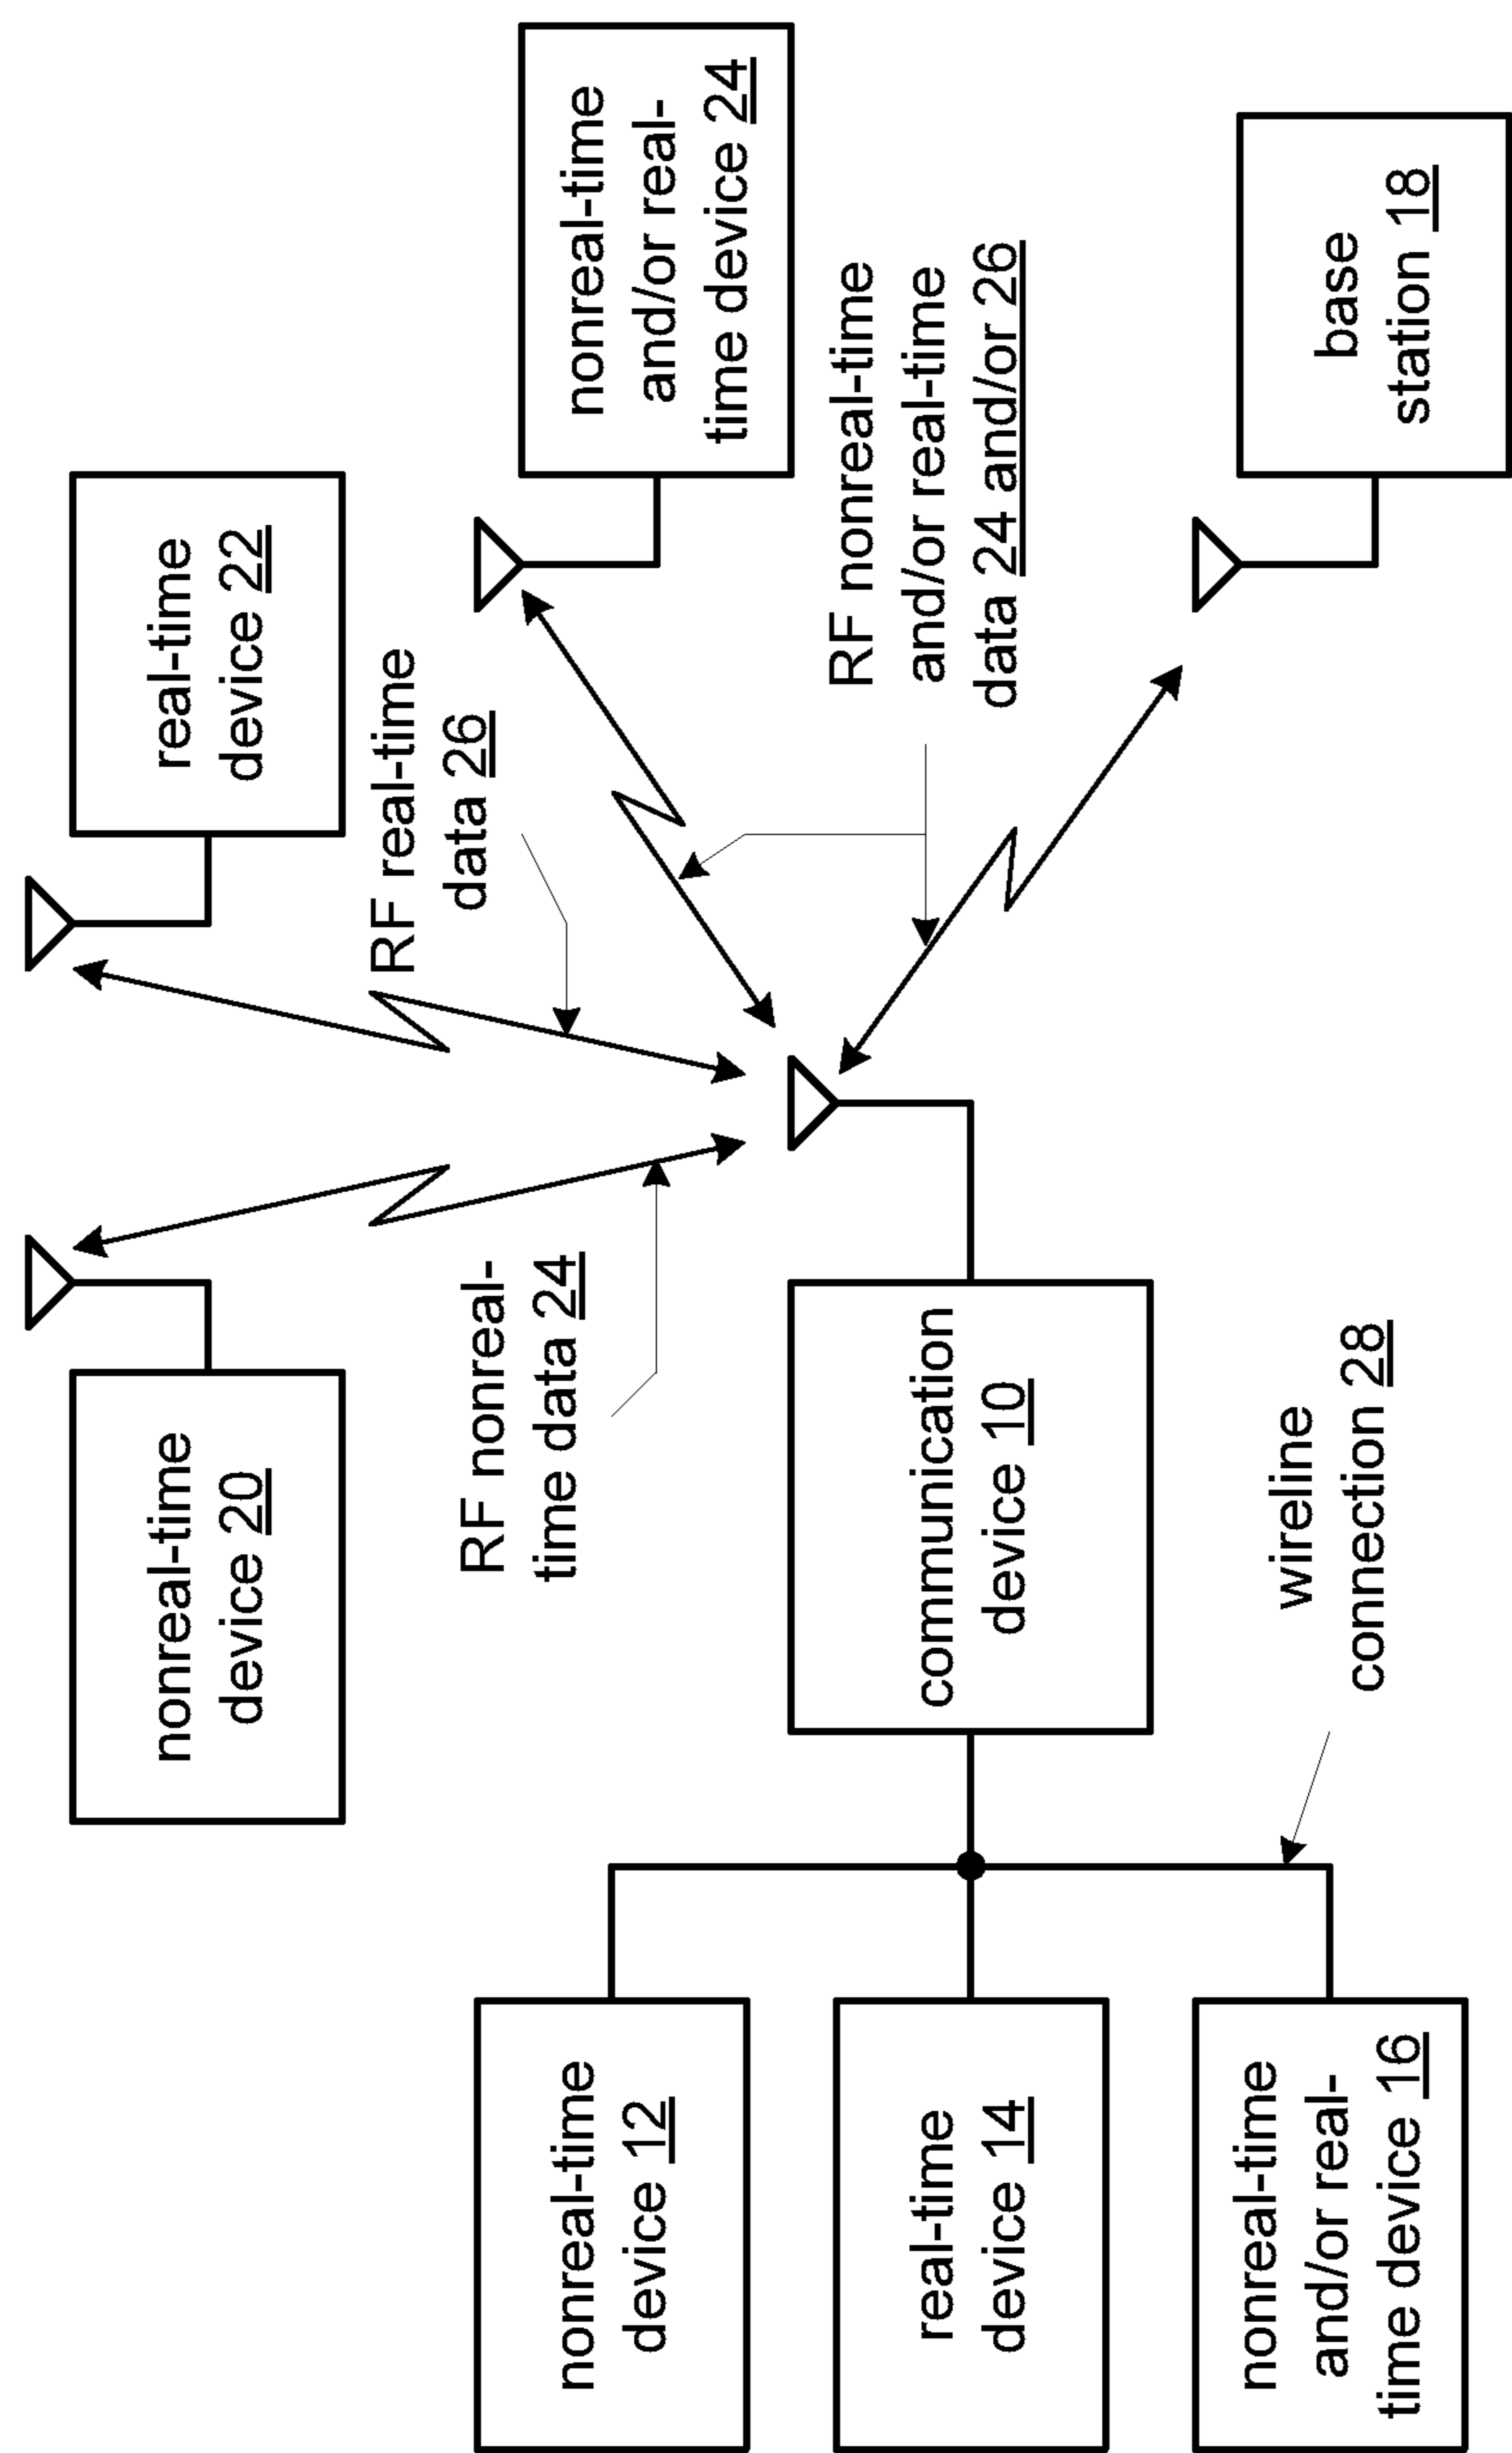 nonreal-time
device 20
real-time
device 22
RF nonreal-
time data 24
RF real-time
data 26
nonreal-time
and/or real-
time device 24
nonreal-time
device 12
real-time
device 14
nonreal-time
and/or real-
time device 16
communication
device 10
RF nonreal-time
and/or real-time
data 24 and/or 26
wireline
connection 28
base
station 18